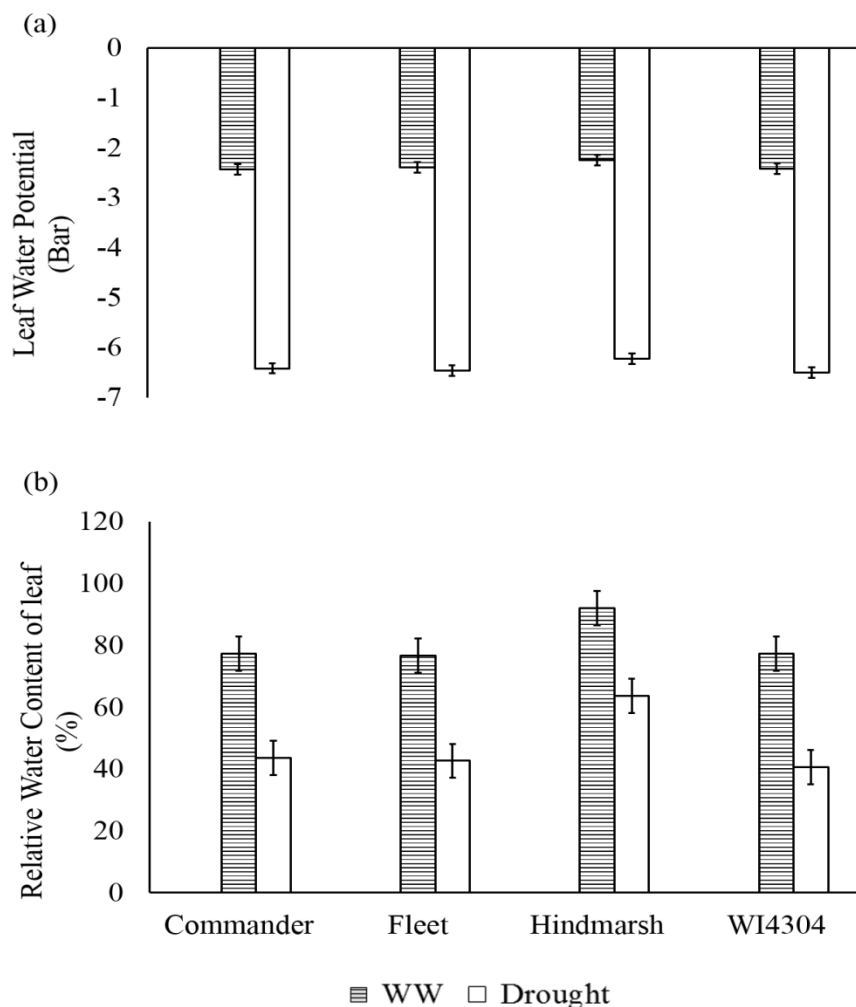 (a)
0
-1
-2
-3
-4
-5
-6
-7
Leaf Water Potential
(Bar)
(b)
120
100
80
60
40
20
0
Relative Water Content of leaf
(%)
Commander Fleet Hindmarsh WI4304
WW Drought